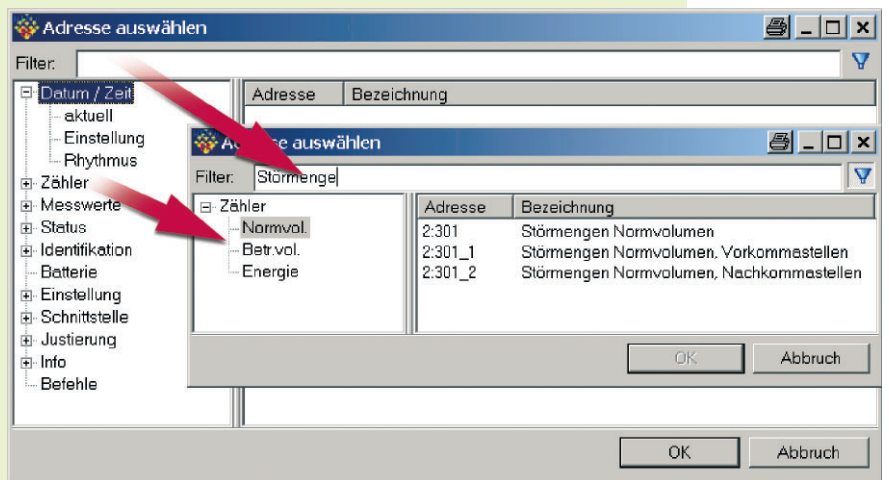 Adresse auswählen
Filter:
Datum / Zeit
aktuell
Einstellung
Rhythmus
Zähler
Messwerte
Status
Identifikation
Batterie
Einstellung
Schnittstelle
Justierung
Info
Befehle
Adresse Bezeichnung
OK Abbruch
auswählen
Filter: Störmenge
Zähler
Normvol.
Betr.vol.
Energie
Adresse Bezeichnung
2:301 Störmengen Normvolumen
2:301_1 Störmengen Normvolumen, Vorkommastellen
2:301_2 Störmengen Normvolumen, Nachkommastellen
OK Abbruch